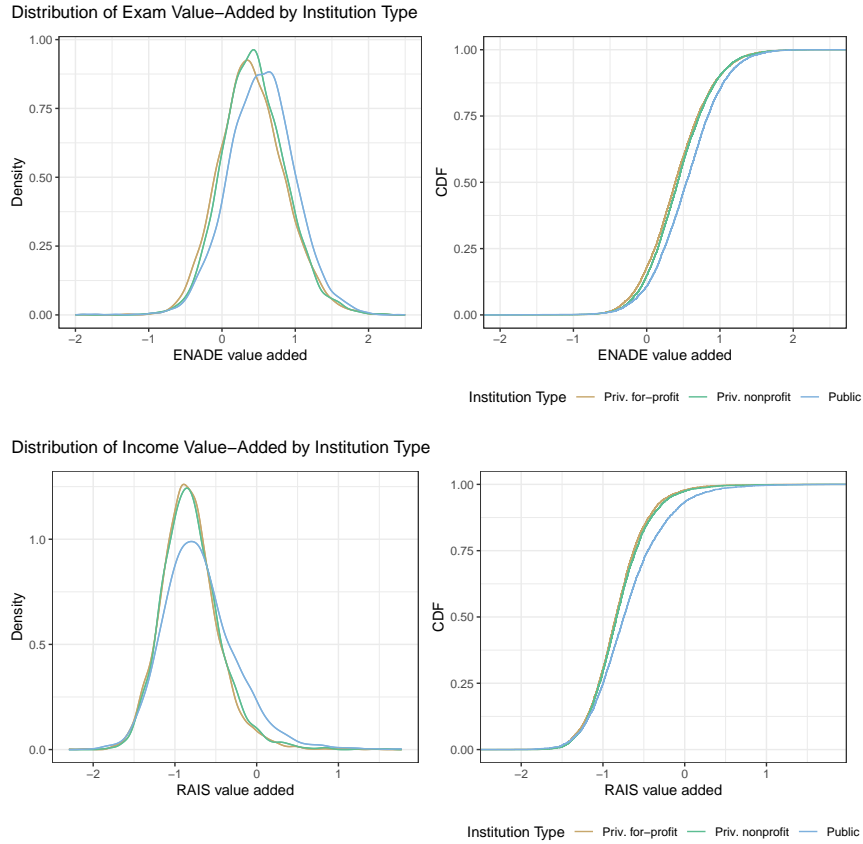 Distribution of Exam Value−Added by Institution Type
1.00
0.75
0.50
0.25
0.00
Density
−2 −1 0 1 2
ENADE value added
1.00
0.75
0.50
0.25
0.00
CDF
−2 −1 0 1 2
ENADE value added
Institution Type Priv. for−profit Priv. nonprofit Public
Distribution of Income Value−Added by Institution Type
1.0
0.5
0.0
Density
−2 −1 0 1
RAIS value added
1.00
0.75
0.50
0.25
0.00
CDF
−2 −1 0 1
RAIS value added
Institution Type Priv. for−profit Priv. nonprofit Public